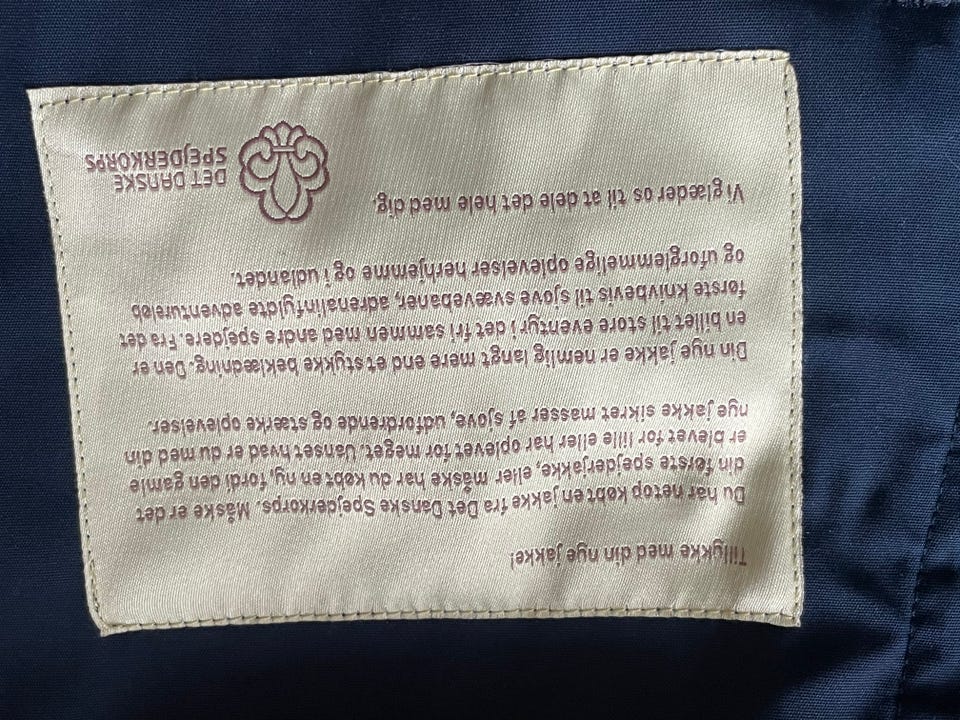 Tillykke med din nye jakke!
Du har netop købt en jakke fra Det Danske Spejderkorps. Måske er det
din første spejderjakke, eller måske har du købt en ny, fordi den gamle
er blevet for lille eller har oplevet for meget. Uanset hvad er du med din
nye jakke sikret masser af sjove, udfordrende og stærke oplevelser.
Din nye jakke er nemlig langt mere end et stykke beklædning. Den er
en billet til store eventyr i det fri sammen med andre spejdere. Fra det
første knivbevis til sjove svævebaner, adrenalinfyldte adventureløb
og uforglemmelige oplevelser herhjemme og i udlandet.
Vi glæder os til at dele det hele med dig.
DET DANSKE
SPEJDERKORPS